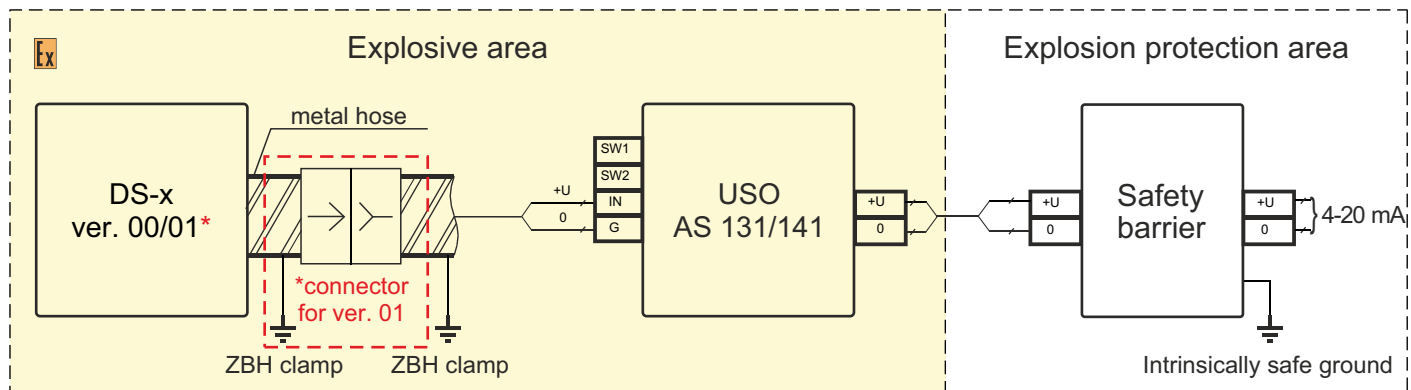 Ex
Explosive area
Explosion protection area
metal hose
DS-x
ver. 00/01*
*connector
for ver. 01
ZBH clamp
ZBH clamp
+U
0
SW1
SW2
IN
G
USO
AS 131/141
+U
0
+U
0
Safety
barrier
+U
0
4-20 mA
Intrinsically safe ground